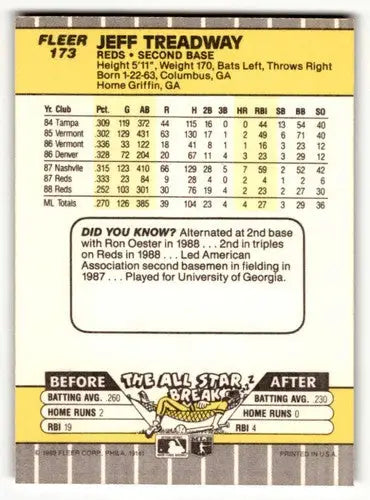 FLEER
173
JEFF TREADWAY
REDS • SECOND BASE
Height 5'11", Weight 170, Bats Left, Throws Right
Born 1-22-63, Columbus, GA
Home Griffin, GA
Yr. Club Pct. G AB R H 2B 3B HR RBI SB BB SO
84 Tampa .309 119 372 44 115 16 0 0 44 13 54 40
85 Vermont .302 129 431 63 130 17 1 2 49 6 71 40
86 Vermont .336 33 122 18 41 8 1 1 16 3 23 12
86 Denver .328 72 204 20 67 11 4 3 23 3 29 12
87 Nashvlle .315 123 410 66 129 28 5 7 59 2 52 42
87 Reds .333 23 84 9 28 4 0 2 4 1 2 6
88 Reds .252 103 301 30 76 19 4 2 23 2 27 30
ML Totals .270 126 385 39 104 23 4 4 27 3 29 36
DID YOU KNOW? Alternated at 2nd base
with Ron Oester in 1988 . . . 2nd in triples
on Reds in 1988 . . . Led American
Association second basemen in fielding in
1987 . . . Played for University of Georgia.
BEFORE
THE ALL STAR
BREAK
AFTER
BATTING AVG. .260
HOME RUNS 2
RBI 19
BATTING AVG. .230
HOME RUNS 0
RBI 4
© 1989 FLEER CORP., PHILA. 19141
PRINTED IN U.S.A.